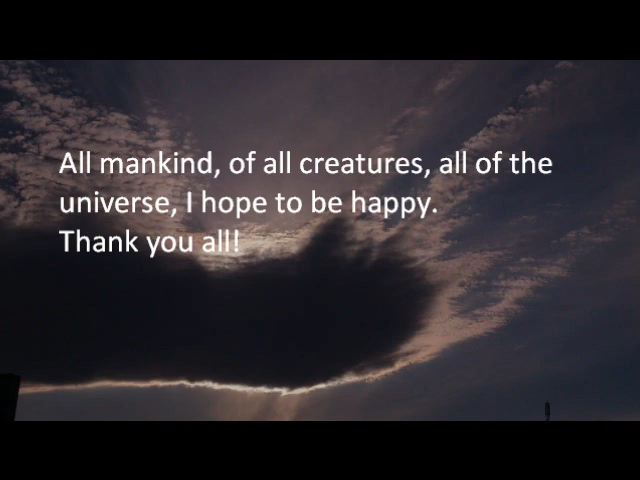 All mankind, of all creatures, all of the
universe, I hope to be happy.
Thank you all!